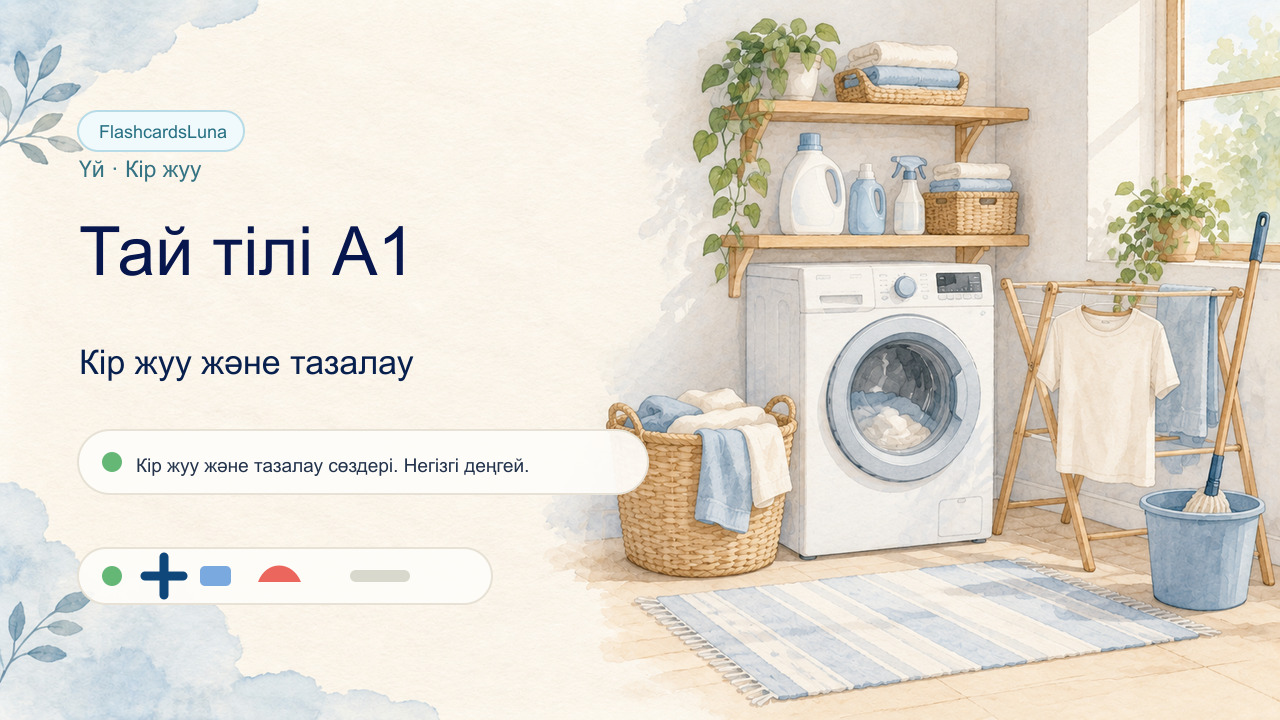 FlashcardsLuna
Үй · Кір жуу
Тай тілі A1
Кір жуу және тазалау
Кір жуу және тазалау сөздері. Негізгі деңгей.